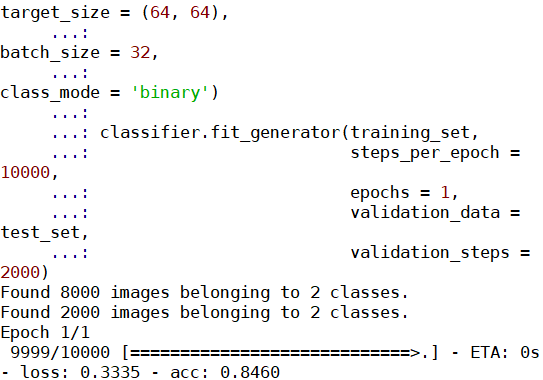 target_size = (64, 64),
...:
batch_size = 32,
...:
class_mode = 'binary')
...:
...: classifier.fit_generator(training_set,
...: steps_per_epoch =
10000,
...: epochs = 1,
...: validation_data =
test_set,
...: validation_steps =
2000)
Found 8000 images belonging to 2 classes.
Found 2000 images belonging to 2 classes.
Epoch 1/1
9999/10000 [============================>.] - ETA: 0s
- loss: 0.3335 - acc: 0.8460